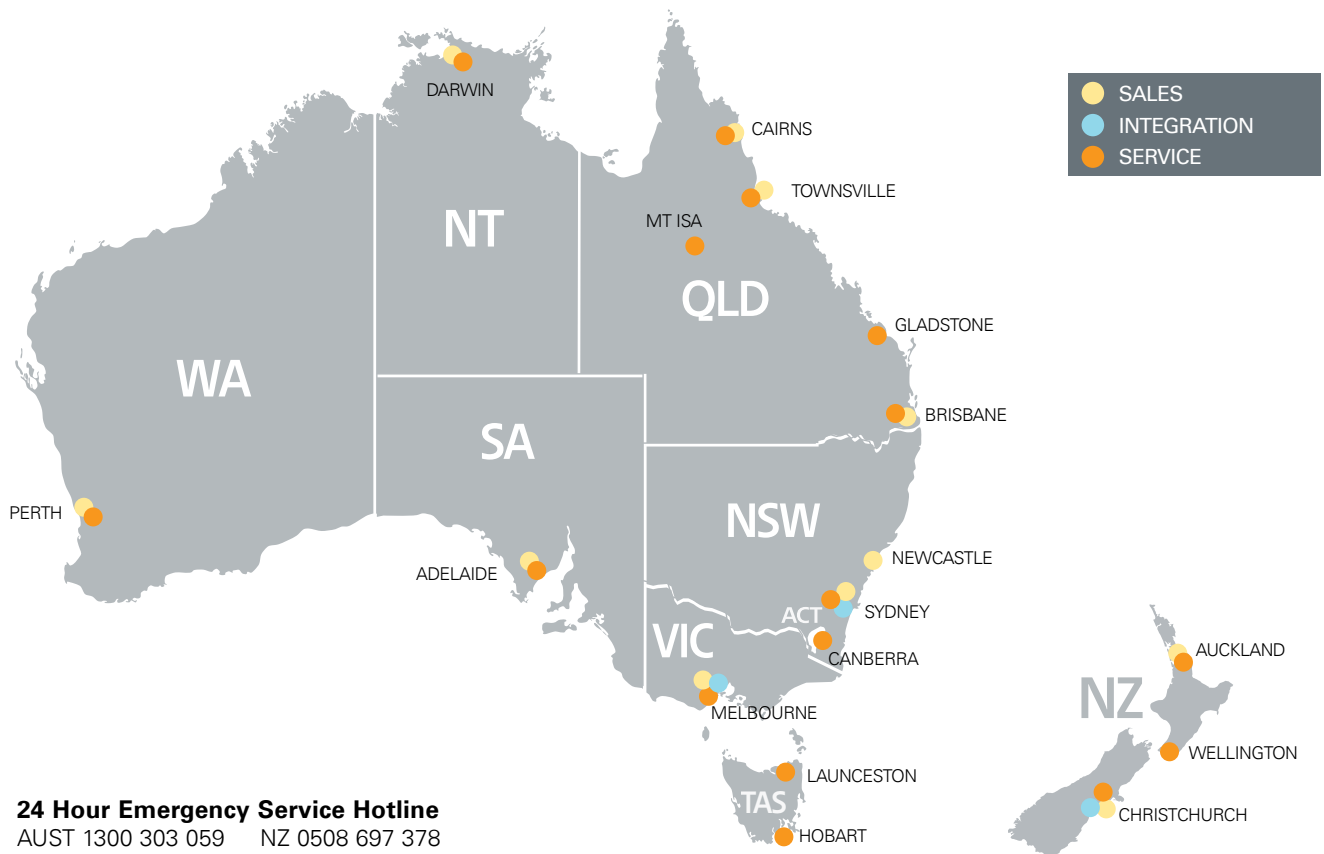 DARWIN
SALES
INTEGRATION
SERVICE
CAIRNS
TOWNSVILLE
MT ISA
NT
QLD
GLADSTONE
WA
BRISBANE
SA
PERTH
NSW
NEWCASTLE
ADELAIDE
ACT
SYDNEY
VIC
CANBERRA
AUCKLAND
NZ
MELBOURNE
WELLINGTON
LAUNCESTON
TAS
CHRISTCHURCH
HOBART
24 Hour Emergency Service Hotline
AUST 1300 303 059 NZ 0508 697 378